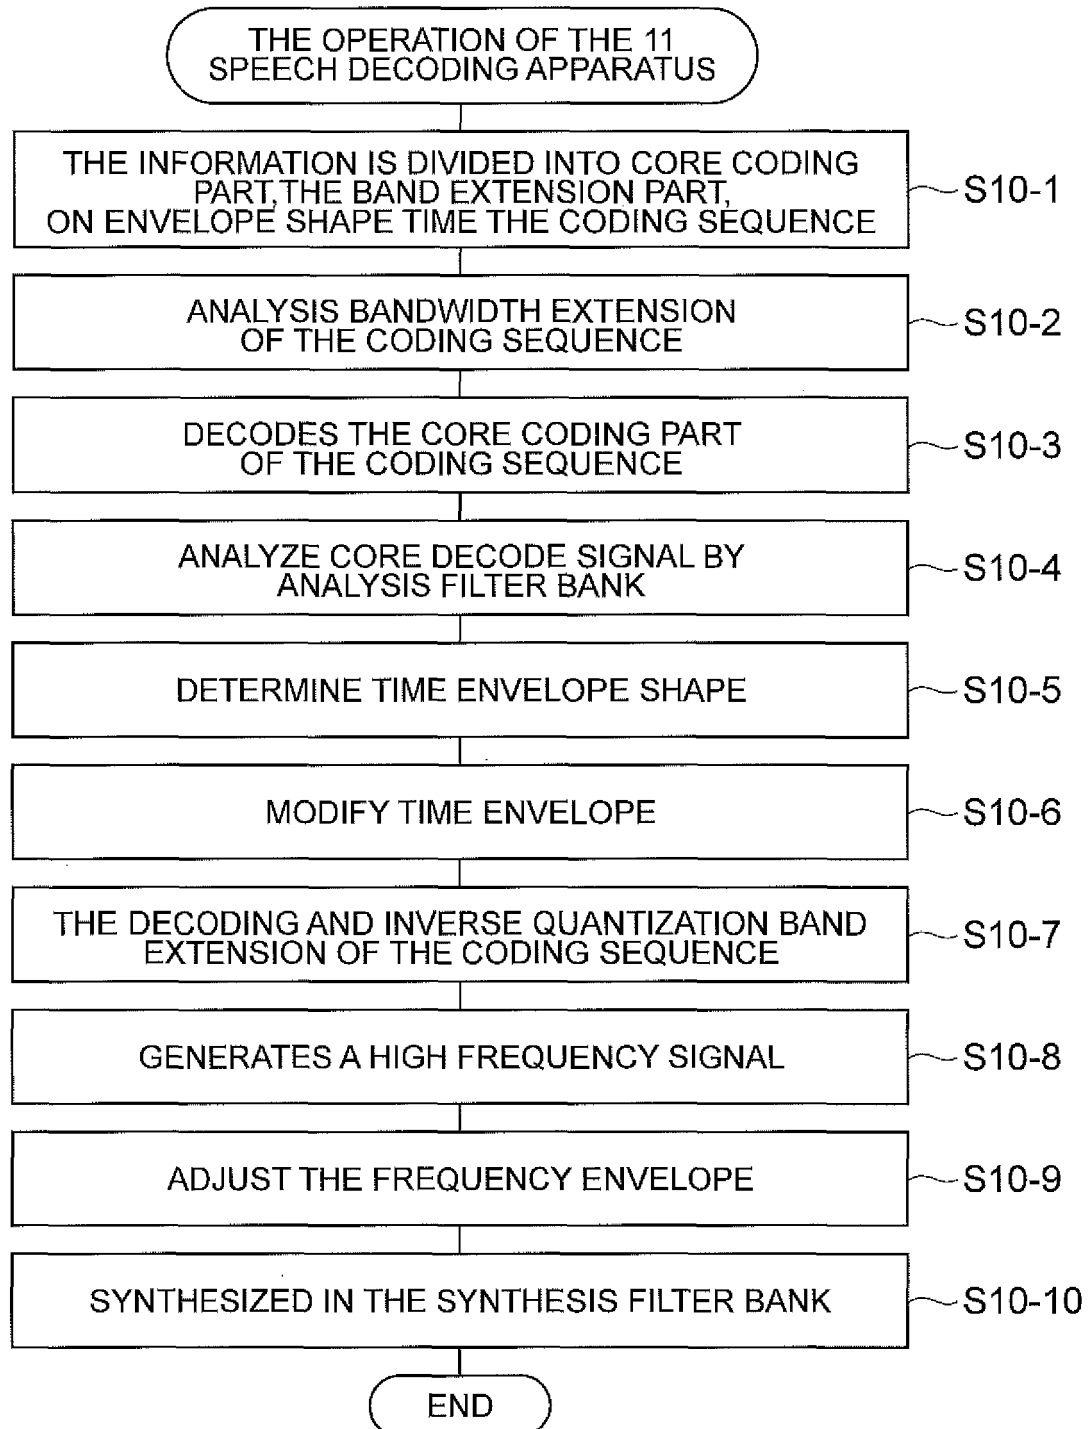 THE OPERATION OF THE 11
SPEECH DECODING APPARATUS
THE INFORMATION IS DIVIDED INTO CORE CODING
PART,THE BAND EXTENSION PART,
ON ENVELOPE SHAPE TIME THE CODING SEQUENCE
S10-1
ANALYSIS BANDWIDTH EXTENSION
OF THE CODING SEQUENCE
S10-2
DECODES THE CORE CODING PART
OF THE CODING SEQUENCE
S10-3
ANALYZE CORE DECODE SIGNAL BY
ANALYSIS FILTER BANK
S10-4
DETERMINE TIME ENVELOPE SHAPE
S10-5
MODIFY TIME ENVELOPE
S10-6
THE DECODING AND INVERSE QUANTIZATION BAND
EXTENSION OF THE CODING SEQUENCE
S10-7
GENERATES A HIGH FREQUENCY SIGNAL
S10-8
ADJUST THE FREQUENCY ENVELOPE
S10-9
SYNTHESIZED IN THE SYNTHESIS FILTER BANK
S10-10
END